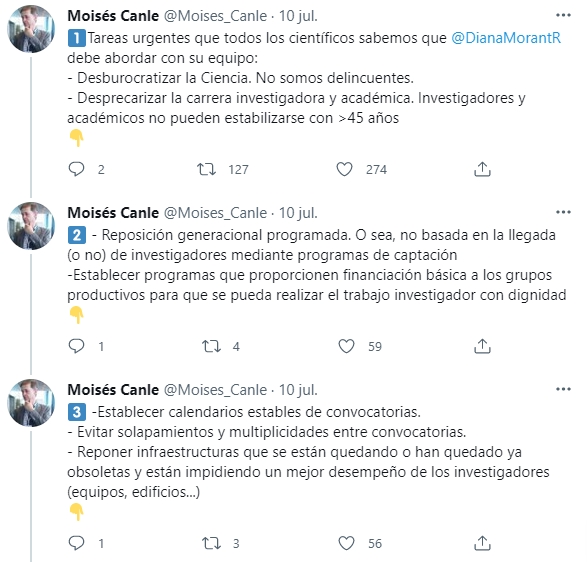 Moisés Canle @Moises_Canle · 10 jul.
1 Tareas urgentes que todos los científicos sabemos que @DianaMorantR
debe abordar con su equipo:
- Desburocratizar la Ciencia. No somos delincuentes.
- Desprecarizar la carrera investigadora y académica. Investigadores y
académicos no pueden estabilizarse con >45 años
2 127 274
Moisés Canle @Moises_Canle · 10 jul.
2 - Reposición generacional programada. O sea, no basada en la llegada
(o no) de investigadores mediante programas de captación
-Establecer programas que proporcionen financiación básica a los grupos
productivos para que se pueda realizar el trabajo investigador con dignidad
1 4 59
Moisés Canle @Moises_Canle · 10 jul.
3 -Establecer calendarios estables de convocatorias.
- Evitar solapamientos y multiplicidades entre convocatorias.
- Reponer infraestructuras que se están quedando o han quedado ya
obsoletas y están impidiendo un mejor desempeño de los investigadores
(equipos, edificios...)
1 3 56